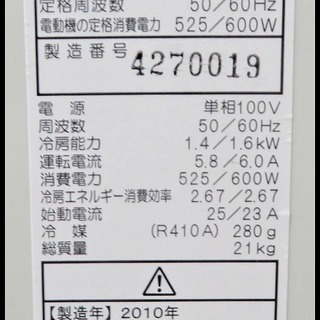 定格周波数 50/60Hz
電動機の定格消費電力 525/600W
製造番号 4270019
電源 単相100V
周波数 50/60Hz
冷房能力 1.4/1.6kW
運転電流 5.8/6.0A
消費電力 525/600W
冷房エネルギー消費効率 2.67/2.67
始動電流 25/23A
冷媒 (R410A) 280g
総質量 21kg
【製造年】2010年